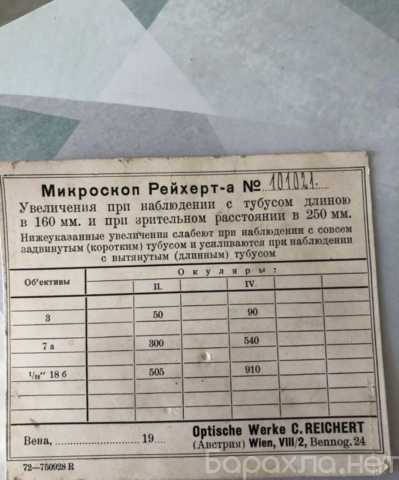 Микроскоп Рейхерт-а № 101021.
Увеличения при наблюдении с тубусом длиною
в 160 мм. и при зрительном расстоянии в 250 мм.
Нижеуказанные увеличения слабеют при наблюдении с совсем
задвинутым (коротким) тубусом и усиливаются при наблюдении
с вытянутым (длинным) тубусом
Объективы Окуляры:
II. IV.
3 50 90
7 а 300 540
¹/н" 18 б 505 910
Вена, .................... 19.... Optische Werke C. REICHERT
(Австрия) Wien, VIII/2, Bennog. 24
72—750928 R
барахла.нет